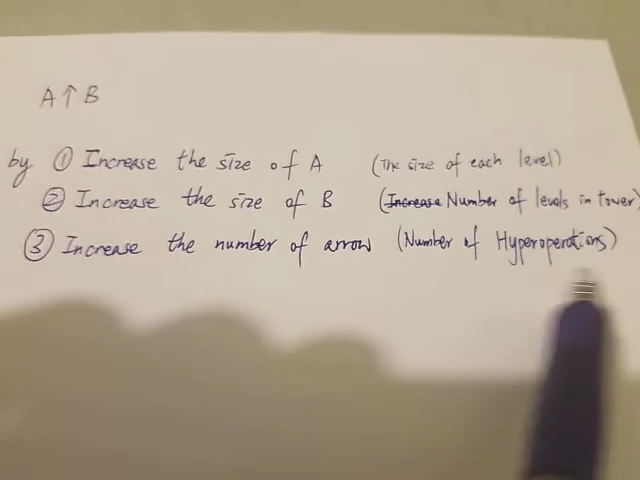 A ↑ B
by ① Increase the size of A (The size of each level)
② Increase the size of B (Increase Number of levels in tower)
③ Increase the number of arrow (Number of Hyperoperations)